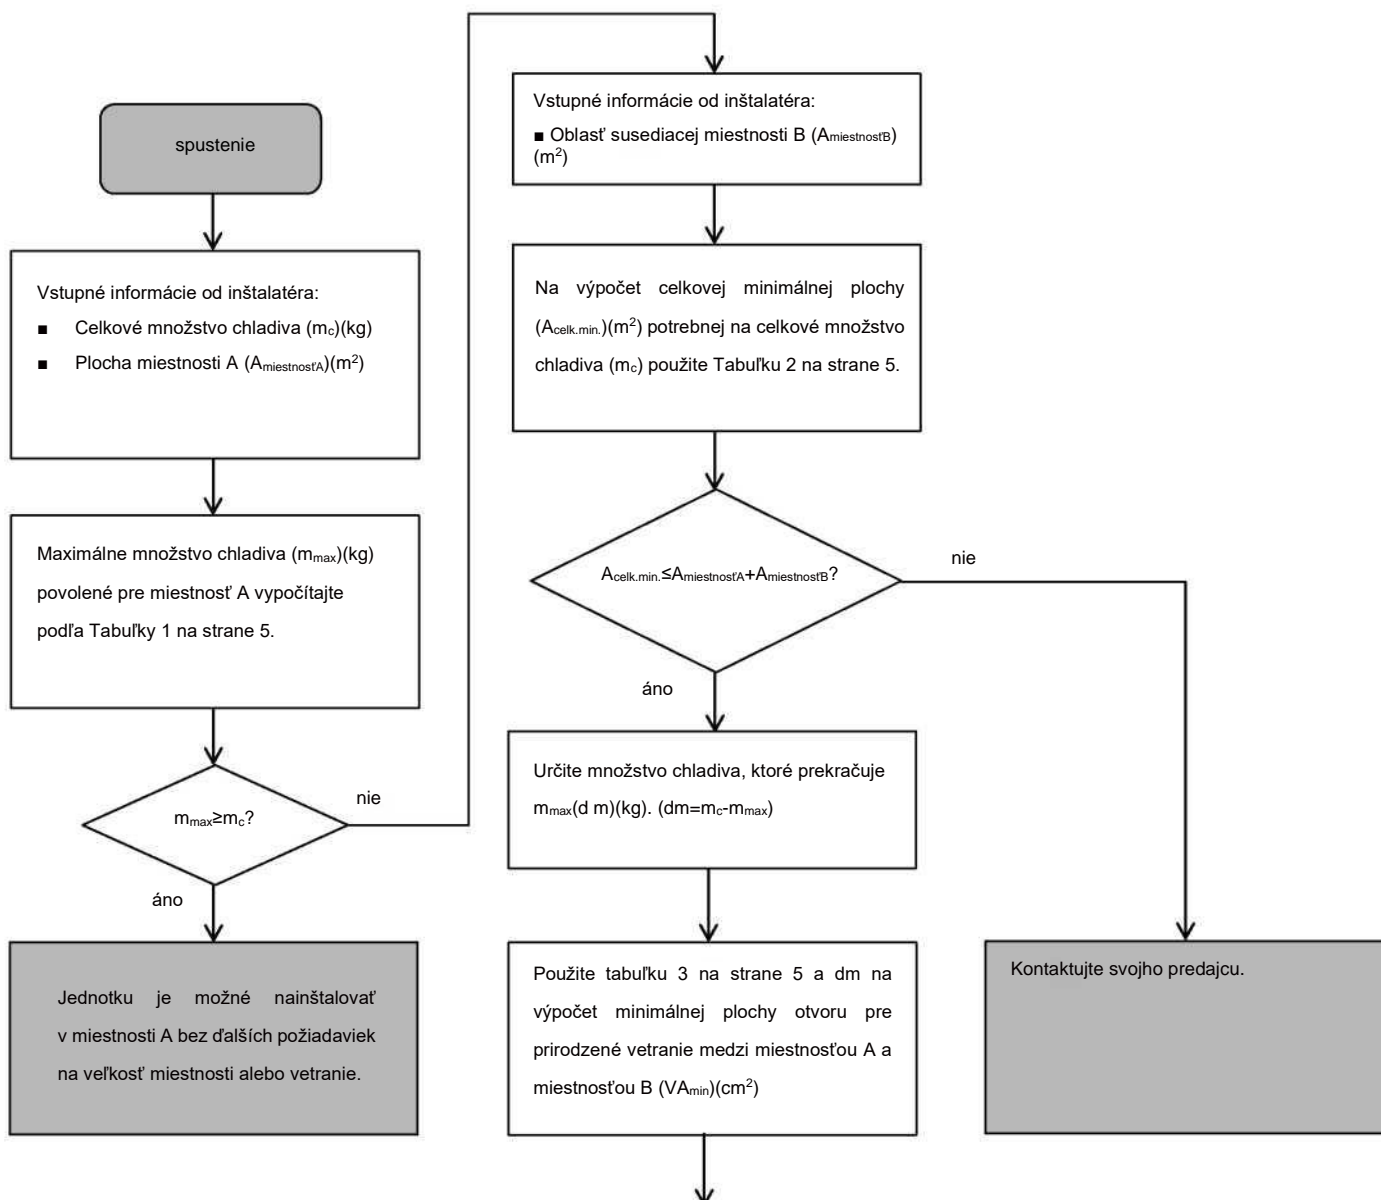 spustenie
Vstupné informácie od inštalatéra:
■ Celkové množstvo chladiva (mc)(kg)
■ Plocha miestnosti A (AmiestnosťA)(m2)
Maximálne množstvo chladiva (mmax)(kg)
povolené pre miestnosť A vypočítajte
podľa Tabuľky 1 na strane 5.
mmax≥mc?
nie
áno
Jednotku je možné nainštalovať
v miestnosti A bez ďalších požiadaviek
na veľkosť miestnosti alebo vetranie.
Vstupné informácie od inštalatéra:
■ Oblasť susediacej miestnosti B (AmiestnosťB)
(m2)
Na výpočet celkovej minimálnej plochy
(Acelk.min.)(m2) potrebnej na celkové množstvo
chladiva (mc) použite Tabuľku 2 na strane 5.
Acelk.min.≤AmiestnosťA+AmiestnosťB?
nie
áno
Určite množstvo chladiva, ktoré prekračuje
mmax(d m)(kg). (dm=mc-mmax)
Použite tabuľku 3 na strane 5 a dm na
výpočet minimálnej plochy otvoru pre
prirodzené vetranie medzi miestnosťou A a
miestnosťou B (VAmin)(cm2)
Kontaktujte svojho predajcu.